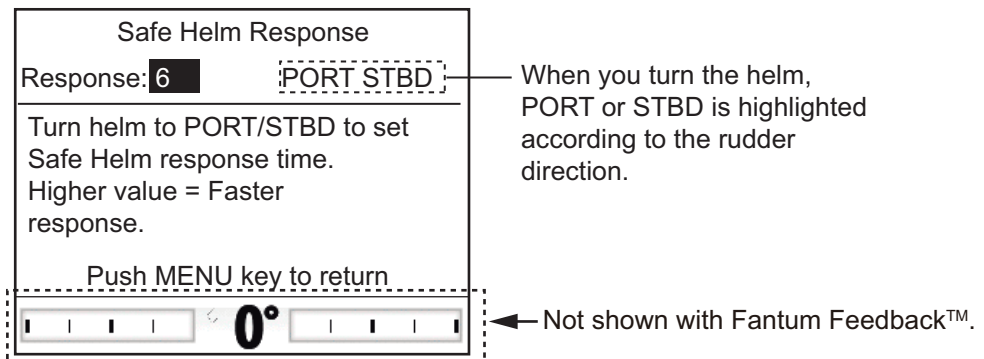 Safe Helm Response
Response: 6 PORT STBD
Turn helm to PORT/STBD to set
Safe Helm response time.
Higher value = Faster
response.
Push MENU key to return
0°
When you turn the helm,
PORT or STBD is highlighted
according to the rudder
direction.
Not shown with Fantum Feedback™.